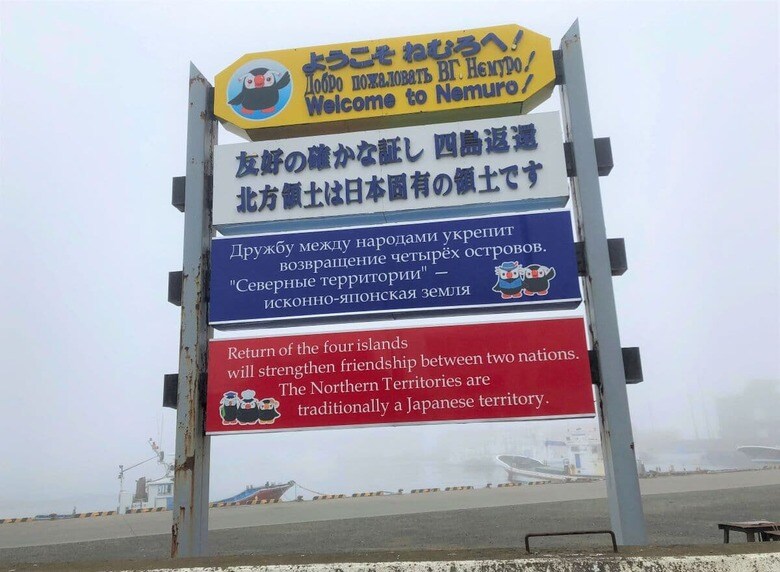 ようこそ ねむろへ!
Добро пожаловать ВГ. Нємуро!
Welcome to Nemuro!
友好の確かな証し 四島返還
北方領土は日本固有の領土です
Дружбу между народами укрепит
возвращение четырёх островов.
"Северные территории" —
исконно-японская земля
Return of the four islands
will strengthen friendship between two nations.
The Northern Territories are
traditionally a Japanese territory.